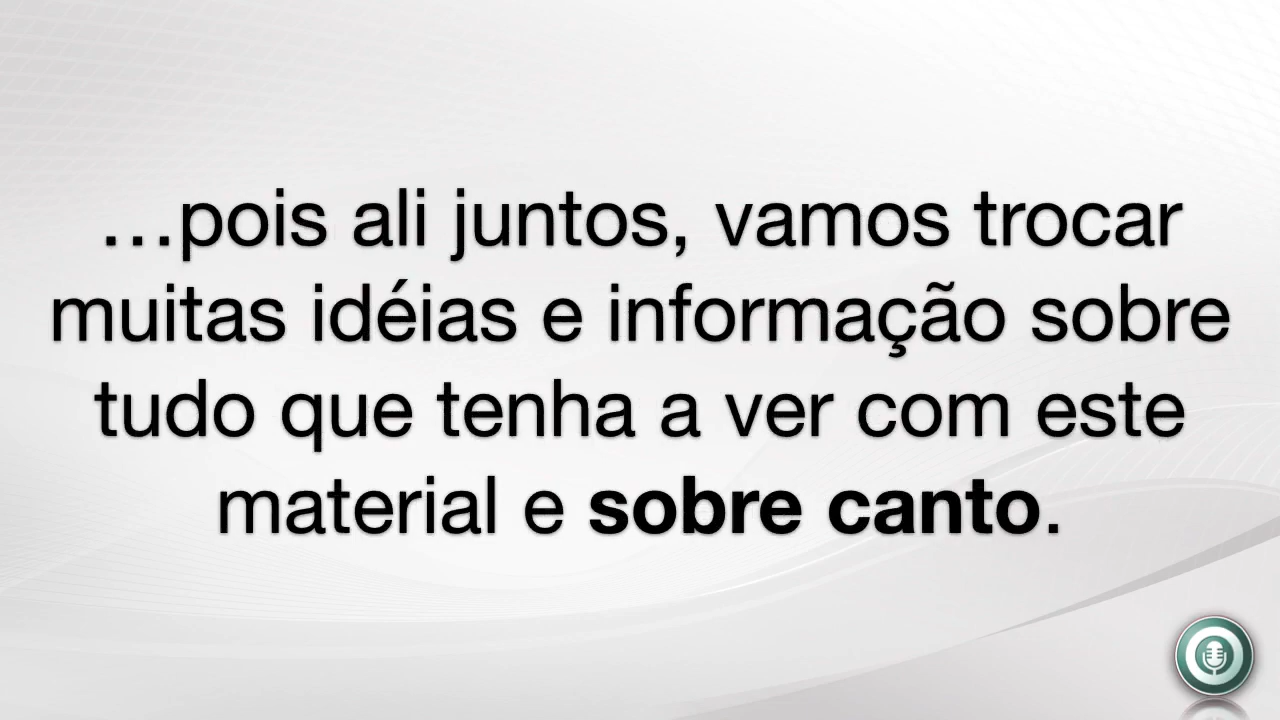 ...pois ali juntos, vamos trocar
muitas idéias e informação sobre
tudo que tenha a ver com este
material e sobre canto.